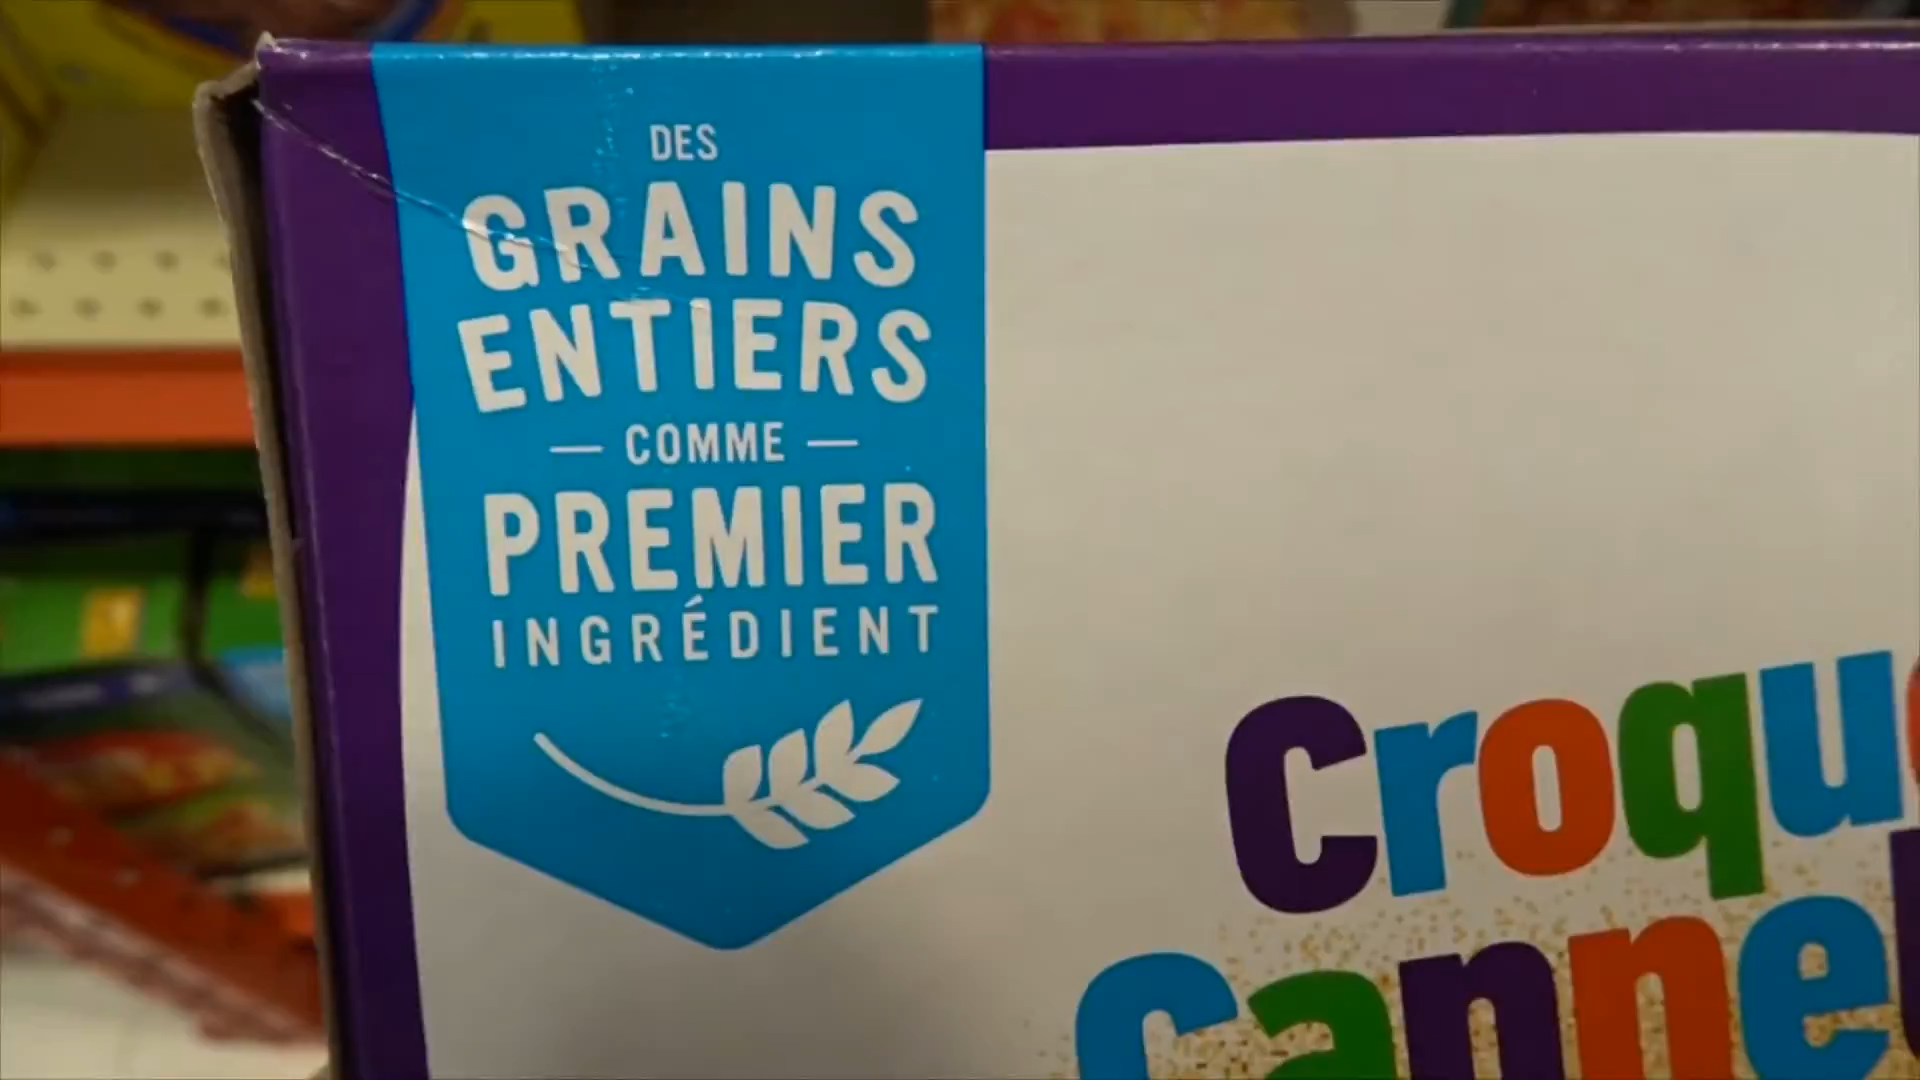 DES
GRAINS
ENTIERS
— COMME —
PREMIER
INGRÉDIENT